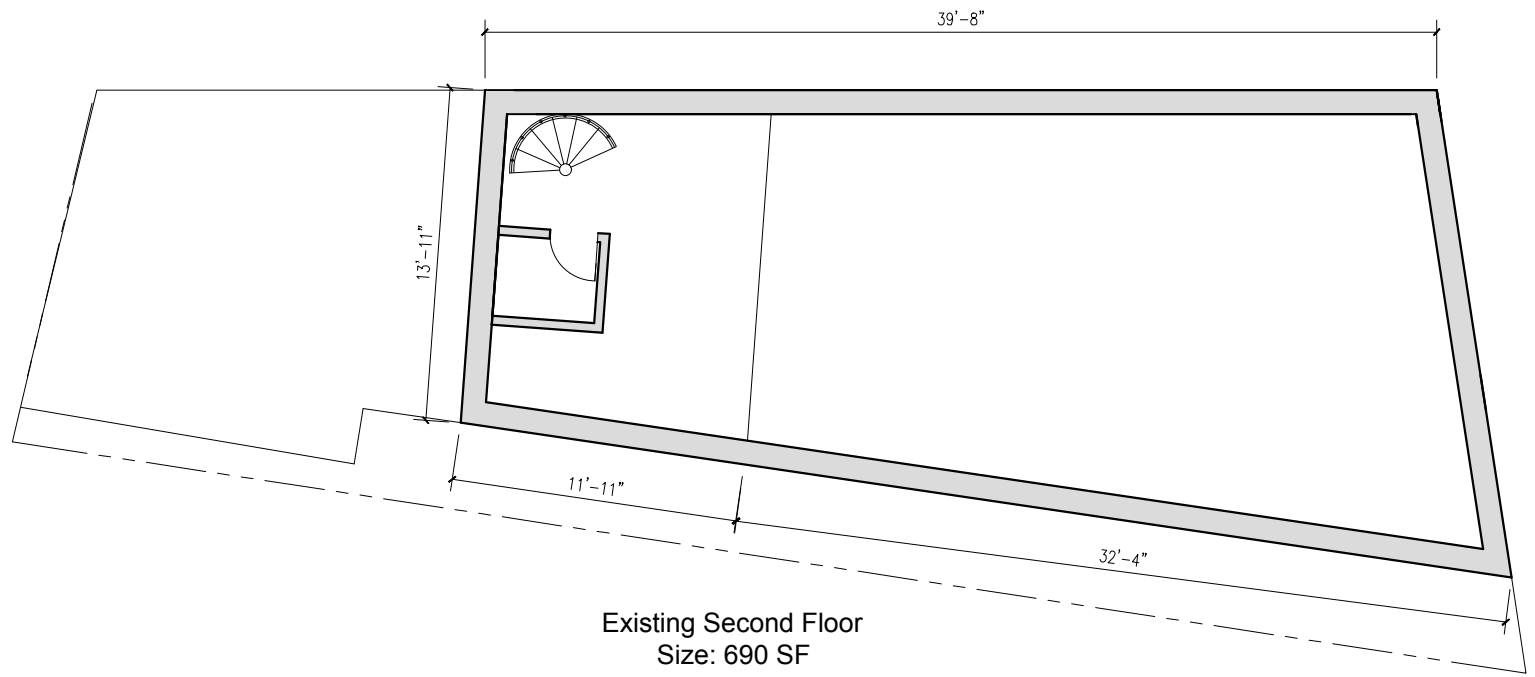 39'-8"
13'-11"
11'-11"
32'-4"
Existing Second Floor
Size: 690 SF